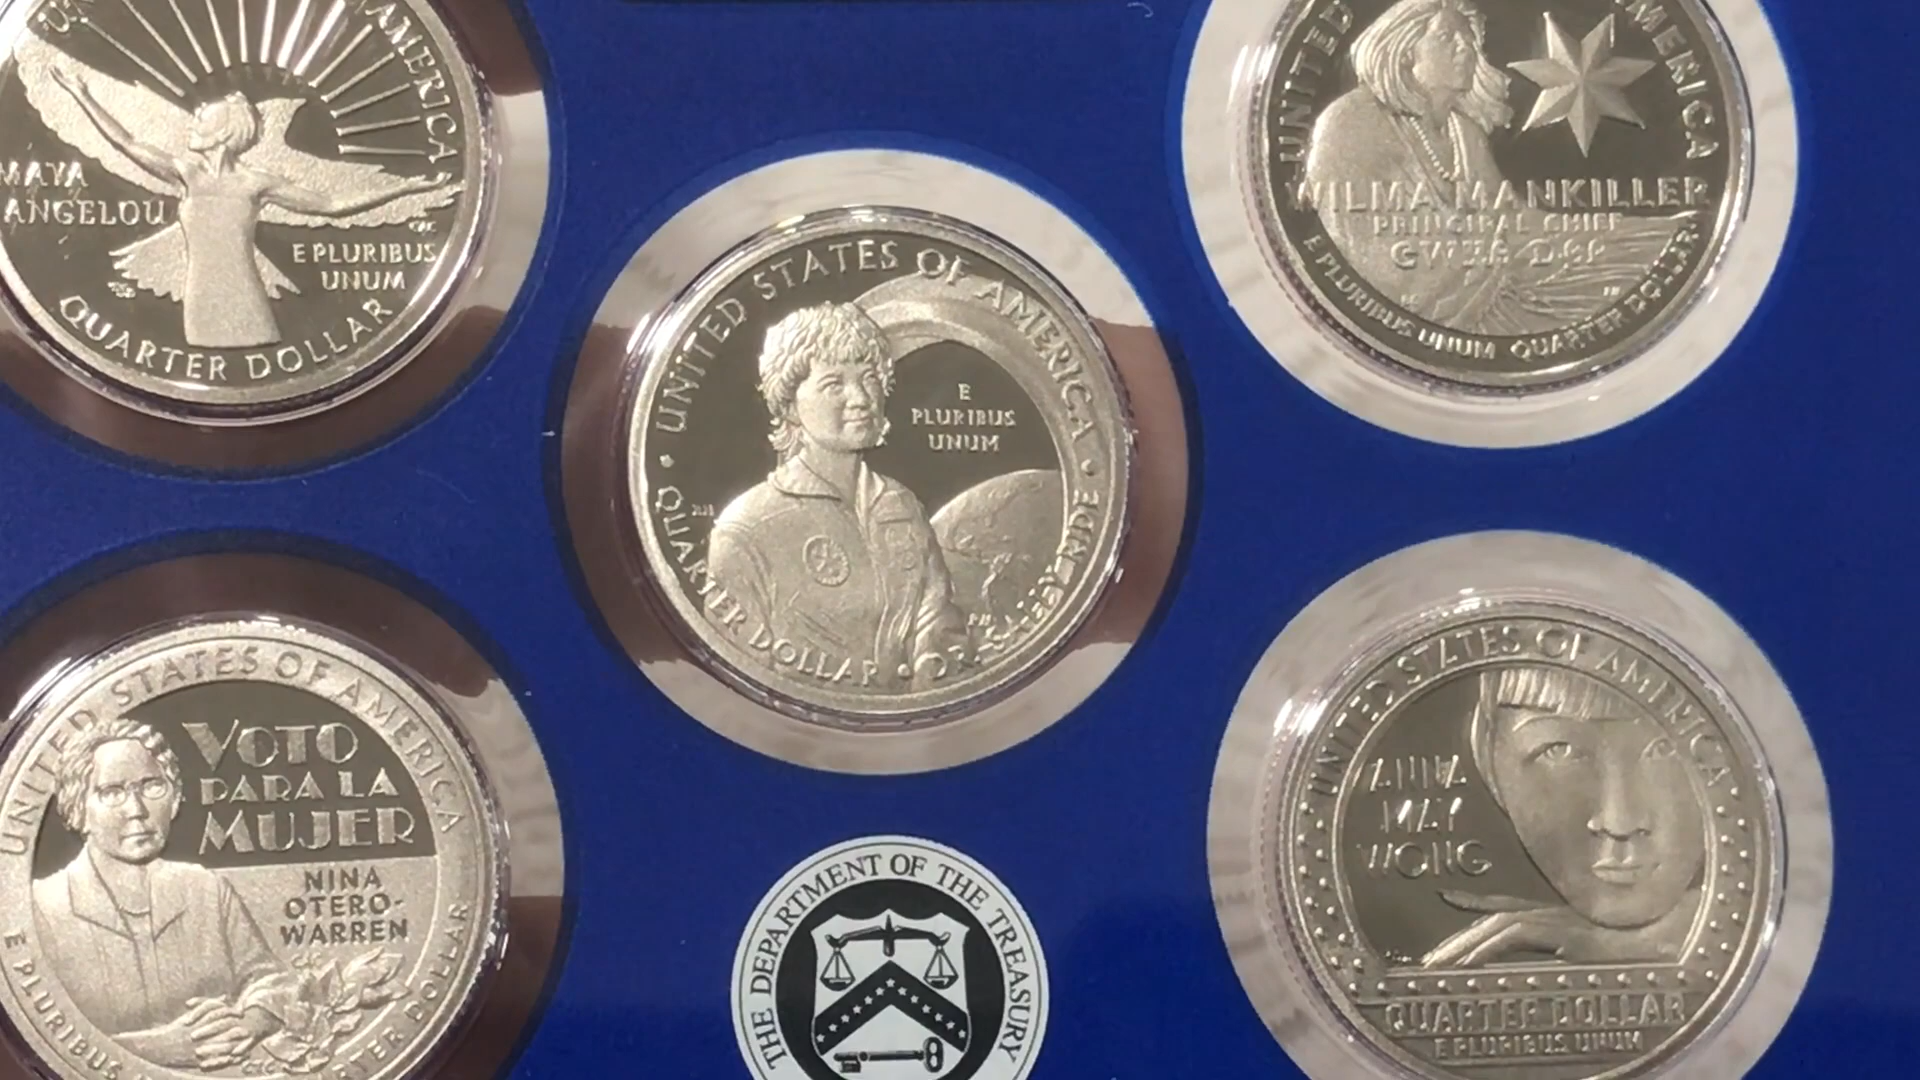 AMERICA
MAYA
ANGELOU
E PLURIBUS
UNUM
QUARTER DOLLAR
UNITED STATES OF AMERICA
E
PLURIBUS
UNUM
QUARTER DOLLAR • DR. SALLY RIDE
UNITED AMERICA
WILMA MANKILLER
PRINCIPAL CHIEF
ᏣᎳᎩᎯ ᎠᏰᎵ
E PLURIBUS UNUM QUARTER DOLLAR
UNITED STATES OF AMERICA
VOTO
PARA LA
MUJER
NINA
OTERO-
WARREN
E PLURIBUS
DOLLAR
THE DEPARTMENT OF THE TREASURY
UNITED STATES OF AMERICA
ANNA
MAY
WONG
QUARTER DOLLAR
E PLURIBUS UNUM